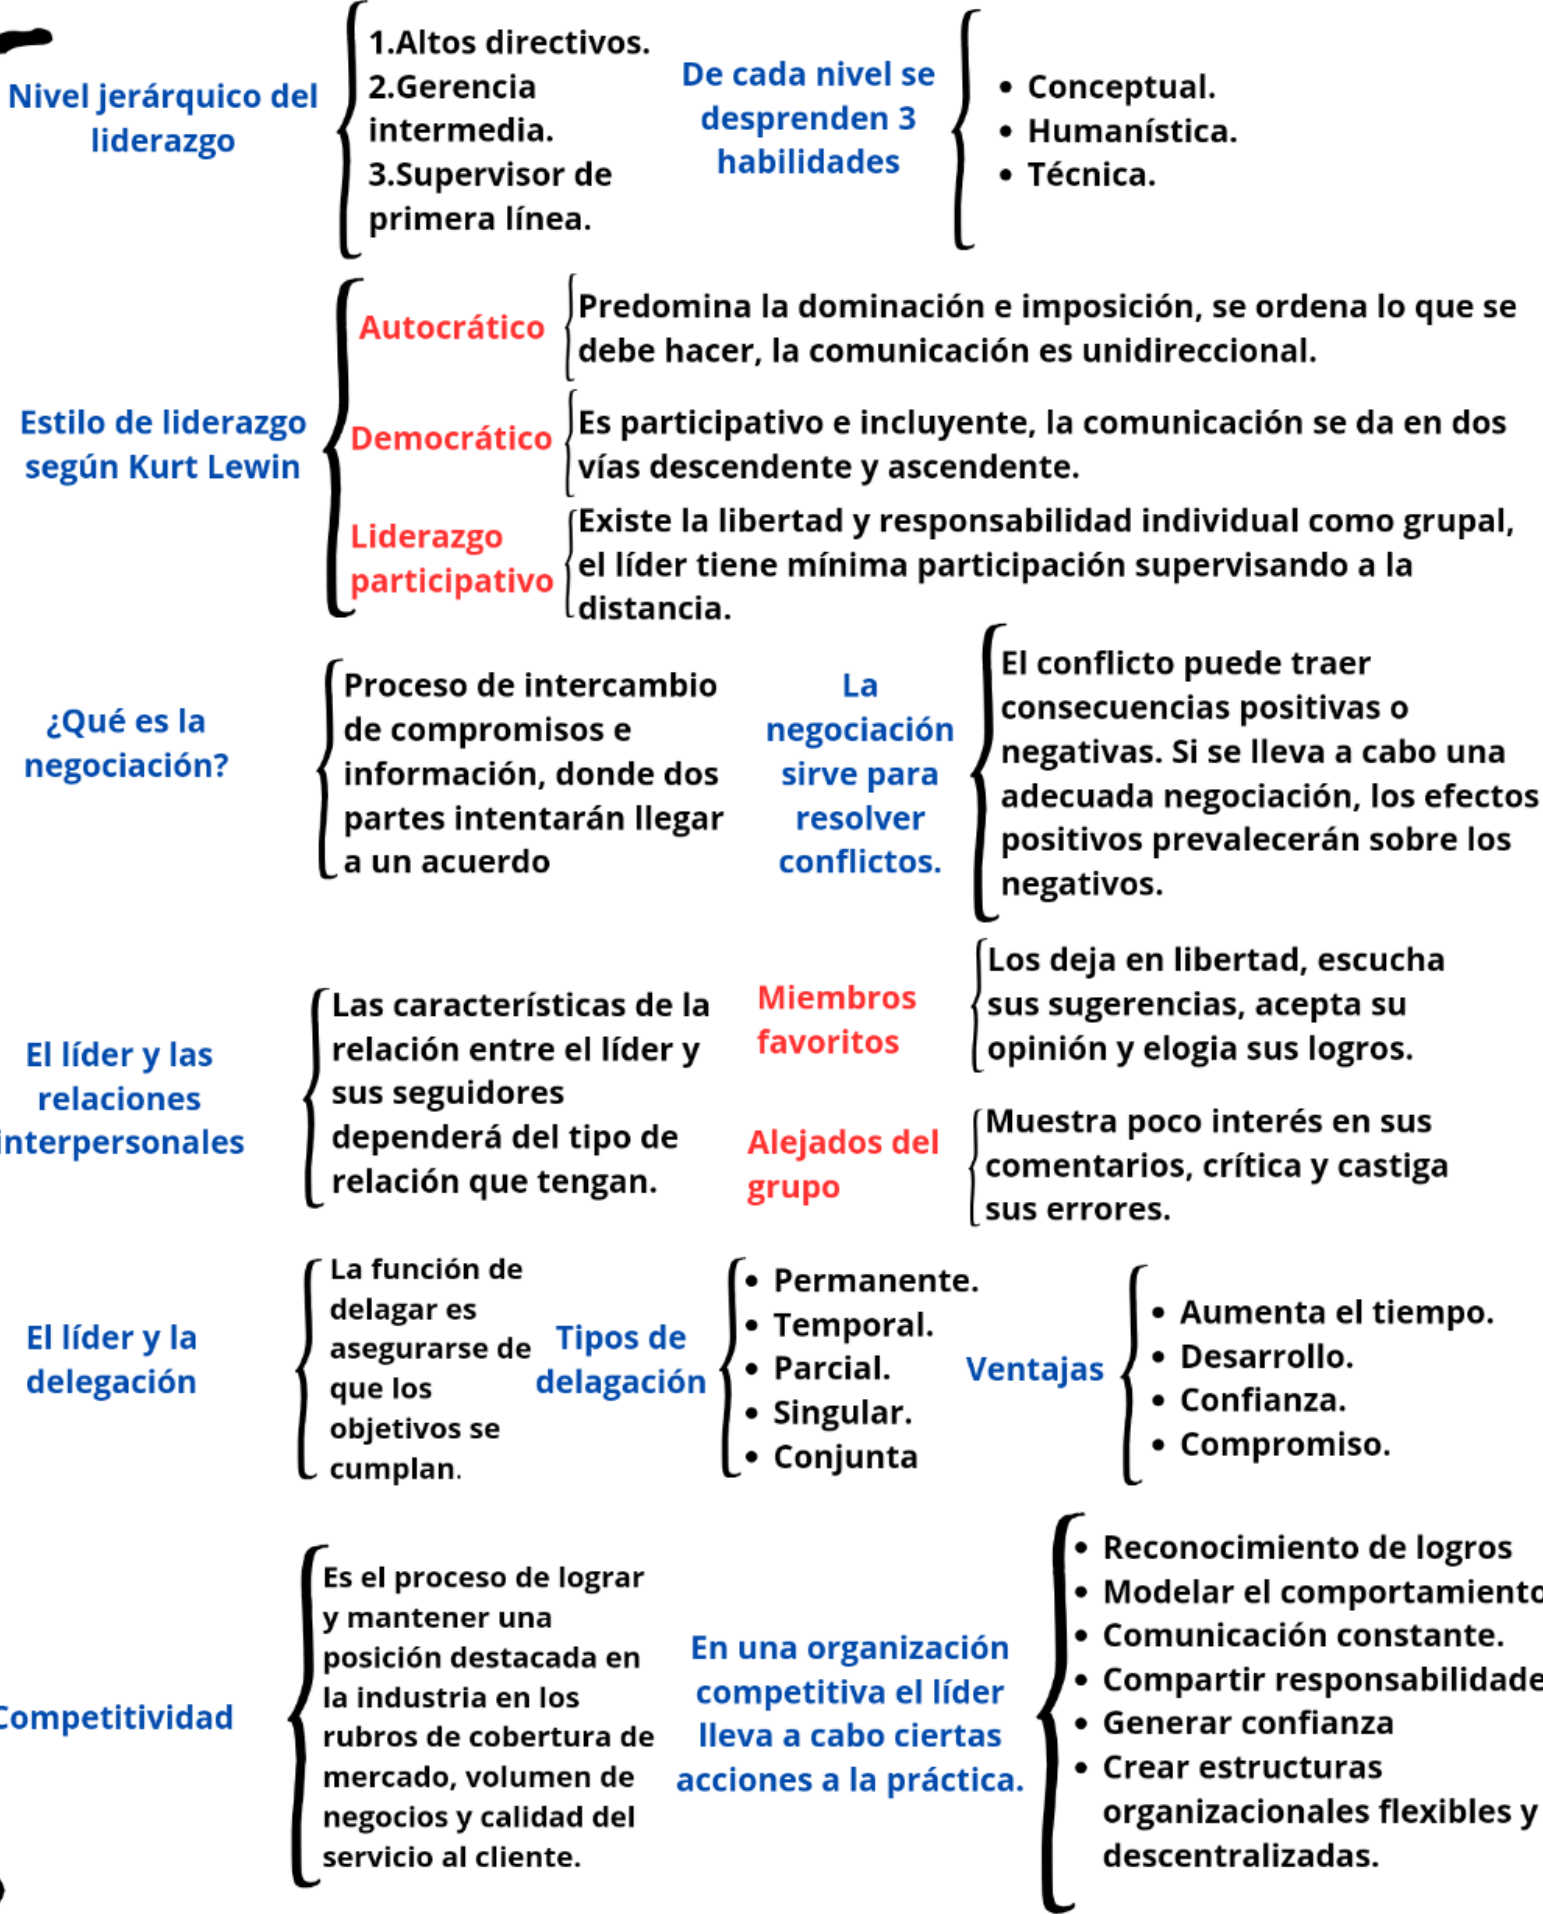 Nivel jerárquico del
liderazgo
1.Altos directivos.
2.Gerencia
intermedia.
3.Supervisor de
primera línea.
De cada nivel se
desprenden 3
habilidades
• Conceptual.
• Humanística.
• Técnica.
Estilo de liderazgo
según Kurt Lewin
Autocrático
Predomina la dominación e imposición, se ordena lo que se
debe hacer, la comunicación es unidireccional.
Democrático
Es participativo e incluyente, la comunicación se da en dos
vías descendente y ascendente.
Liderazgo
participativo
Existe la libertad y responsabilidad individual como grupal,
el líder tiene mínima participación supervisando a la
distancia.
¿Qué es la
negociación?
Proceso de intercambio
de compromisos e
información, donde dos
partes intentarán llegar
a un acuerdo
La
negociación
sirve para
resolver
conflictos.
El conflicto puede traer
consecuencias positivas o
negativas. Si se lleva a cabo una
adecuada negociación, los efectos
positivos prevalecerán sobre los
negativos.
El líder y las
relaciones
interpersonales
Las características de la
relación entre el líder y
sus seguidores
dependerá del tipo de
relación que tengan.
Miembros
favoritos
Los deja en libertad, escucha
sus sugerencias, acepta su
opinión y elogia sus logros.
Alejados del
grupo
Muestra poco interés en sus
comentarios, crítica y castiga
sus errores.
El líder y la
delegación
La función de
delagar es
asegurarse de
que los
objetivos se
cumplan.
Tipos de
delagación
• Permanente.
• Temporal.
• Parcial.
• Singular.
• Conjunta
Ventajas
• Aumenta el tiempo.
• Desarrollo.
• Confianza.
• Compromiso.
Competitividad
Es el proceso de lograr
y mantener una
posición destacada en
la industria en los
rubros de cobertura de
mercado, volumen de
negocios y calidad del
servicio al cliente.
En una organización
competitiva el líder
lleva a cabo ciertas
acciones a la práctica.
• Reconocimiento de logros
• Modelar el comportamiento
• Comunicación constante.
• Compartir responsabilidade
• Generar confianza
• Crear estructuras
organizacionales flexibles y
descentralizadas.